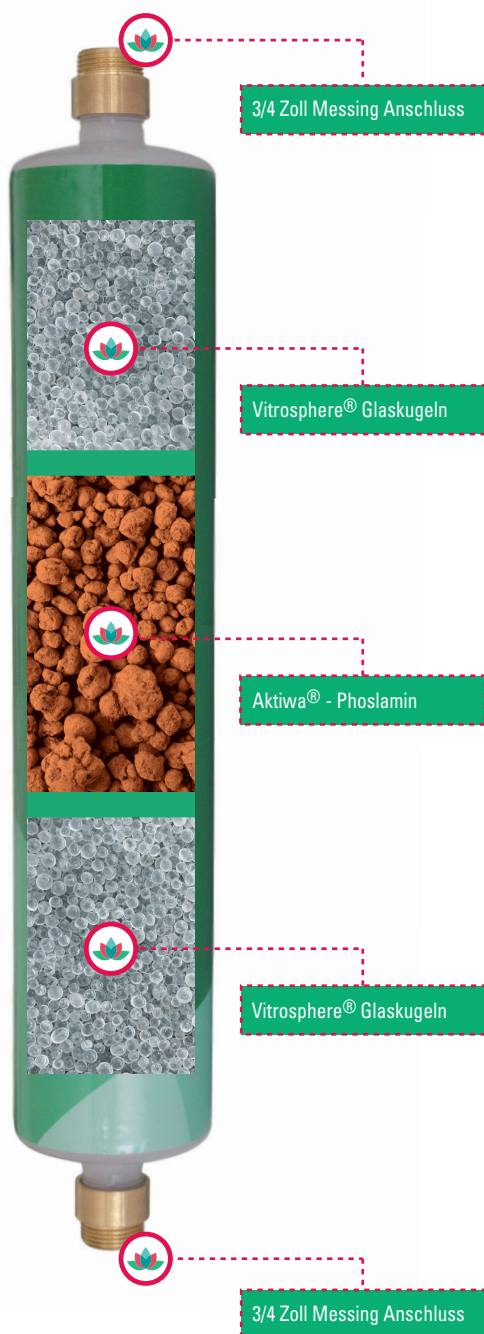 3/4 Zoll Messing Anschluss
Vitrosphere® Glaskugeln
Aktiwa® - Phoslamin
Vitrosphere® Glaskugeln
3/4 Zoll Messing Anschluss